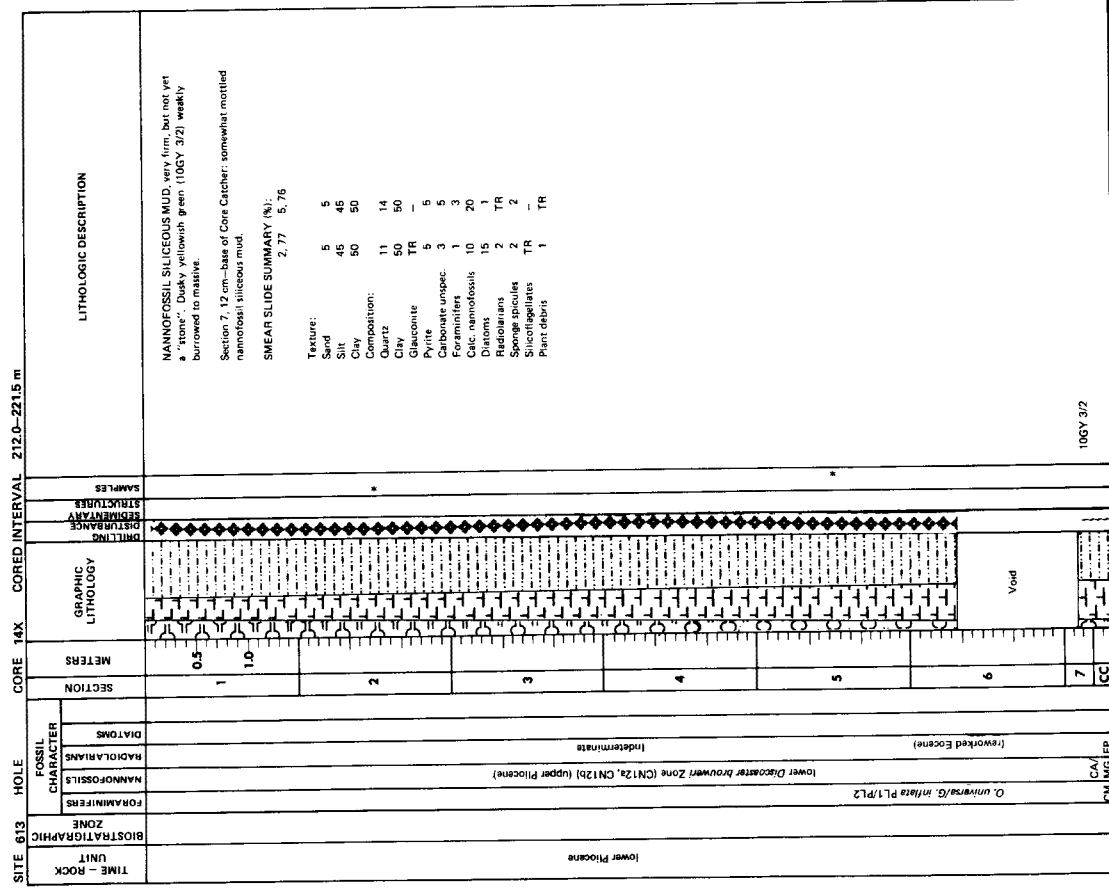 SITE 613 HOLE CORE 14X CORED INTERVAL 212.0–221.5 m
TIME – ROCK UNIT
BIOSTRATIGRAPHIC ZONE
FOSSIL CHARACTER
FORAMINIFERS
NANNOFOSSILS
RADIOLARIANS
DIATOMS
SECTION
METERS
GRAPHIC LITHOLOGY
DRILLING DISTURBANCE
SEDIMENTARY STRUCTURES
SAMPLES
LITHOLOGIC DESCRIPTION
lower Pliocene
O. universa/G. inflata PL1/PL2
lower Discoaster brouweri Zone (CN12a, CN12b) (upper Pliocene)
Indeterminate
(reworked Eocene)
1
0.5
1.0
2
3
4
5
6
7
CC
Void
*
*
10GY 3/2
NANNOFOSSIL SILICEOUS MUD, very firm, but not yet
a "stone". Dusky yellowish green (10GY 3/2) weakly
burrowed to massive.
Section 7, 12 cm—base of Core Catcher: somewhat mottled
nannofossil siliceous mud.
SMEAR SLIDE SUMMARY (%):
2, 77 5, 76
Texture:
Sand 5 5
Silt 45 45
Clay 50 50
Composition:
Quartz 11 14
Clay 50 50
Glauconite TR –
Pyrite 5 5
Carbonate unspec. 3 5
Foraminifers 1 3
Calc. nannofossils 10 20
Diatoms 15 1
Radiolarians 2 TR
Sponge spicules 2 2
Silicoflagellates TR –
Plant debris 1 TR
CA/
CM MG FP